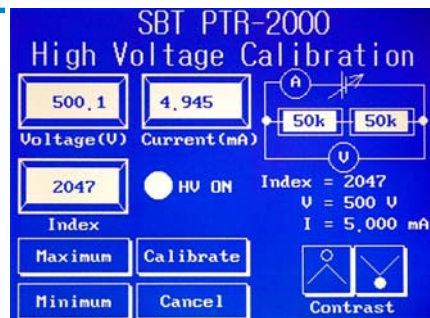 SBT PTR-2000
High Voltage Calibration
500.1
4.945
Voltage(V)
Current(mA)
A
50k
50k
V
2047
HV ON
Index
Index = 2047
V = 500 V
I = 5.000 mA
Maximum
Calibrate
Minimum
Cancel
Contrast